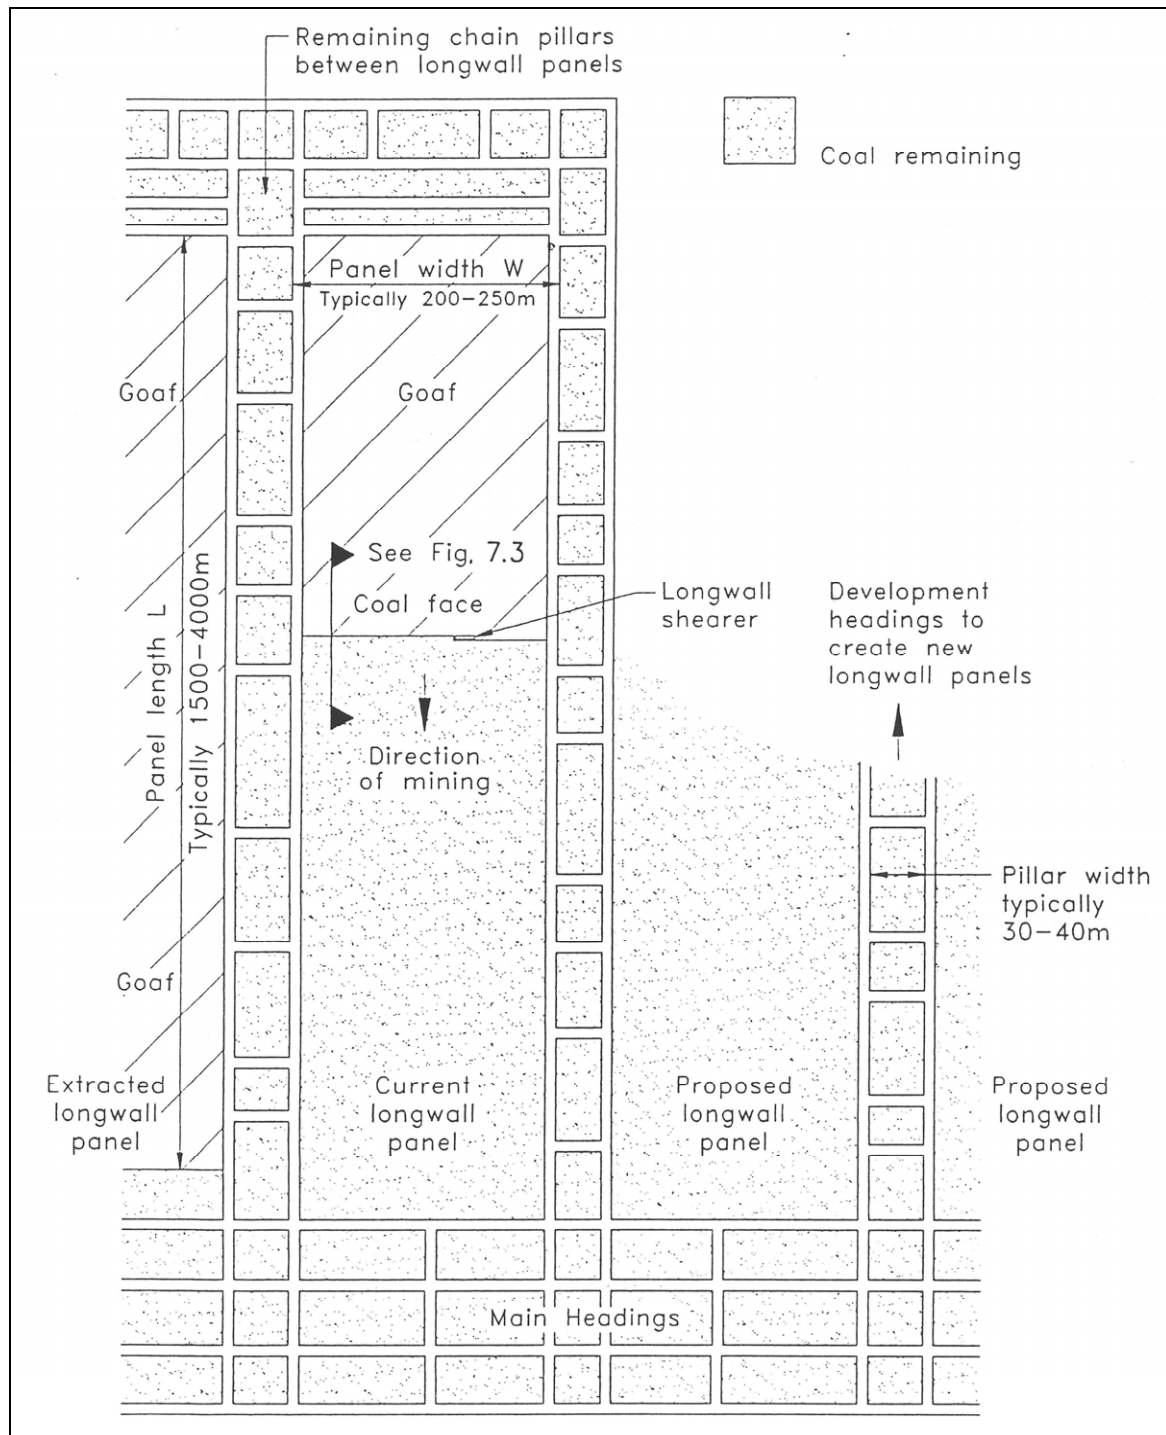 Remaining chain pillars
between longwall panels
Coal remaining
Panel width W
Typically 200-250m
Goaf
Goaf
See Fig. 7.3
Coal face
Longwall
shearer
Development
headings to
create new
longwall panels
Panel length L
Typically 1500-4000m
Direction
of mining
Pillar width
typically
30-40m
Goaf
Extracted
longwall
panel
Current
longwall
panel
Proposed
longwall
panel
Proposed
longwall
panel
Main Headings